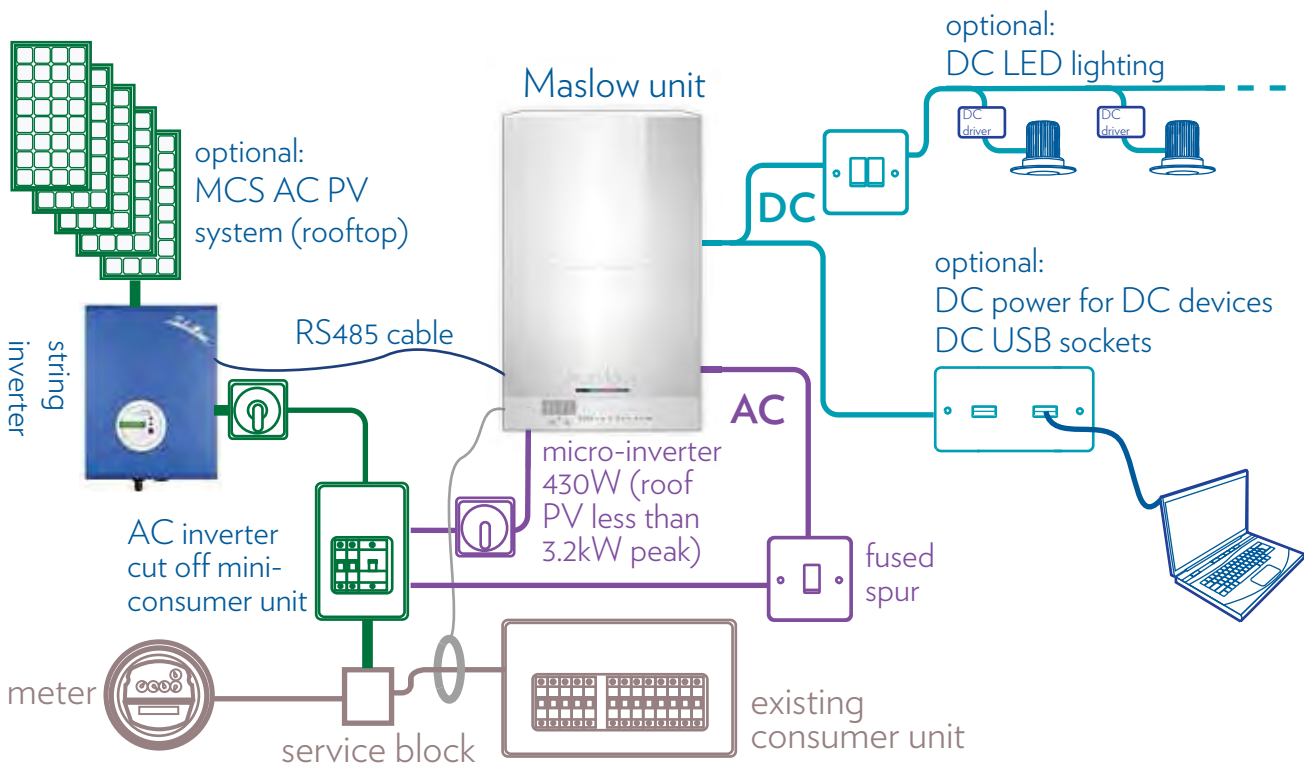 optional:
DC LED lighting
Maslow unit
DC
driver
DC
driver
optional:
MCS AC PV
system (rooftop)
DC
optional:
DC power for DC devices
DC USB sockets
RS485 cable
string
inverter
AC
micro-inverter
430W (roof
PV less than
3.2kW peak)
AC inverter
cut off mini-
consumer unit
fused
spur
meter
service block
existing
consumer unit